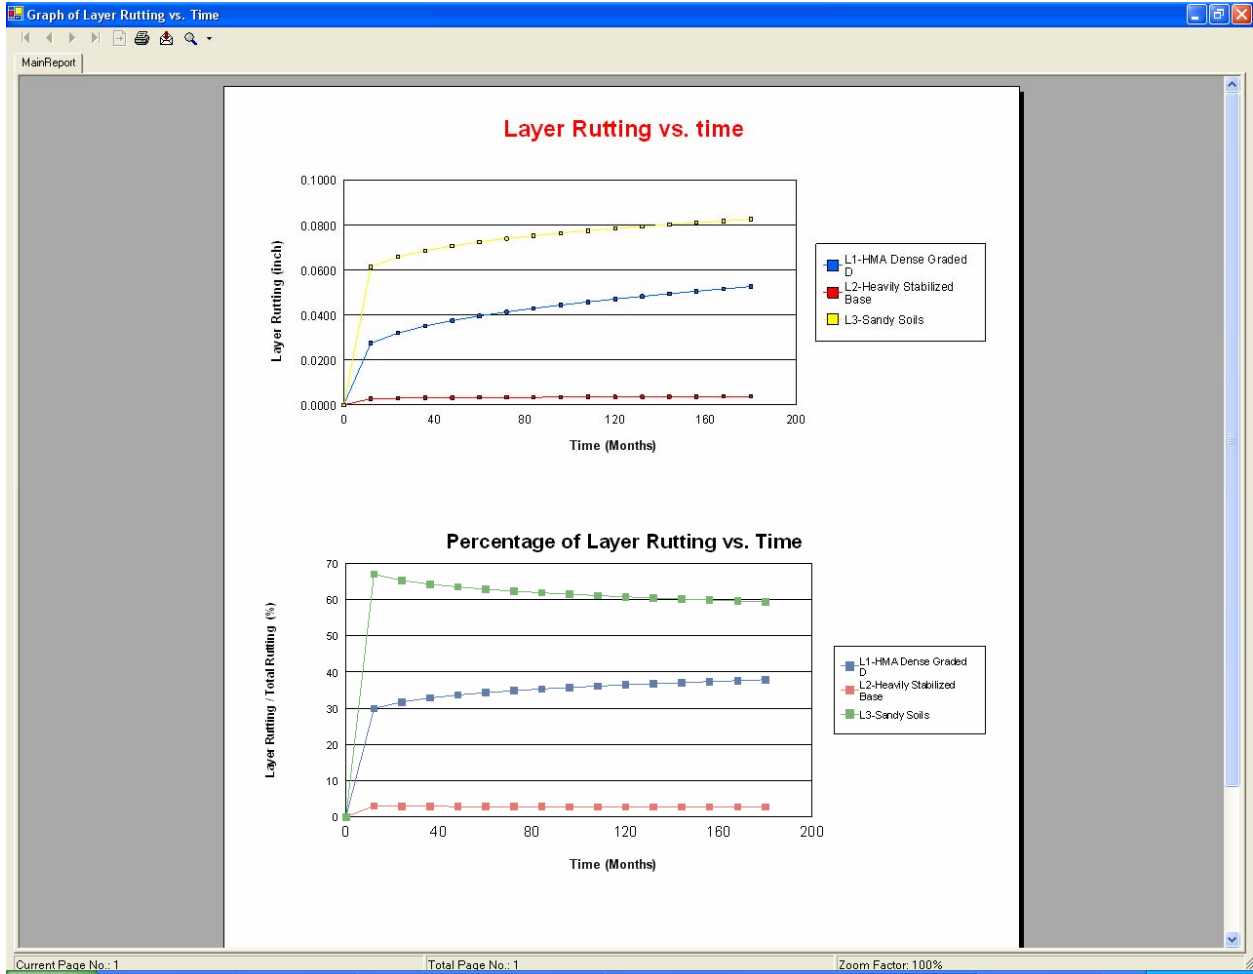 Graph of Layer Rutting vs. Time
MainReport
Layer Rutting vs. time
0.1000
0.0800
0.0600
0.0400
0.0200
0.0000
Layer Rutting (inch)
0 40 80 120 160 200
Time (Months)
L1-HMA Dense Graded
D
L2-Heavily Stabilized
Base
L3-Sandy Soils
Percentage of Layer Rutting vs. Time
70
60
50
40
30
20
10
0
Layer Rutting / Total Rutting (%)
0 40 80 120 160 200
Time (Months)
L1-HMA Dense Graded
D
L2-Heavily Stabilized
Base
L3-Sandy Soils
Current Page No.: 1
Total Page No.: 1
Zoom Factor: 100%